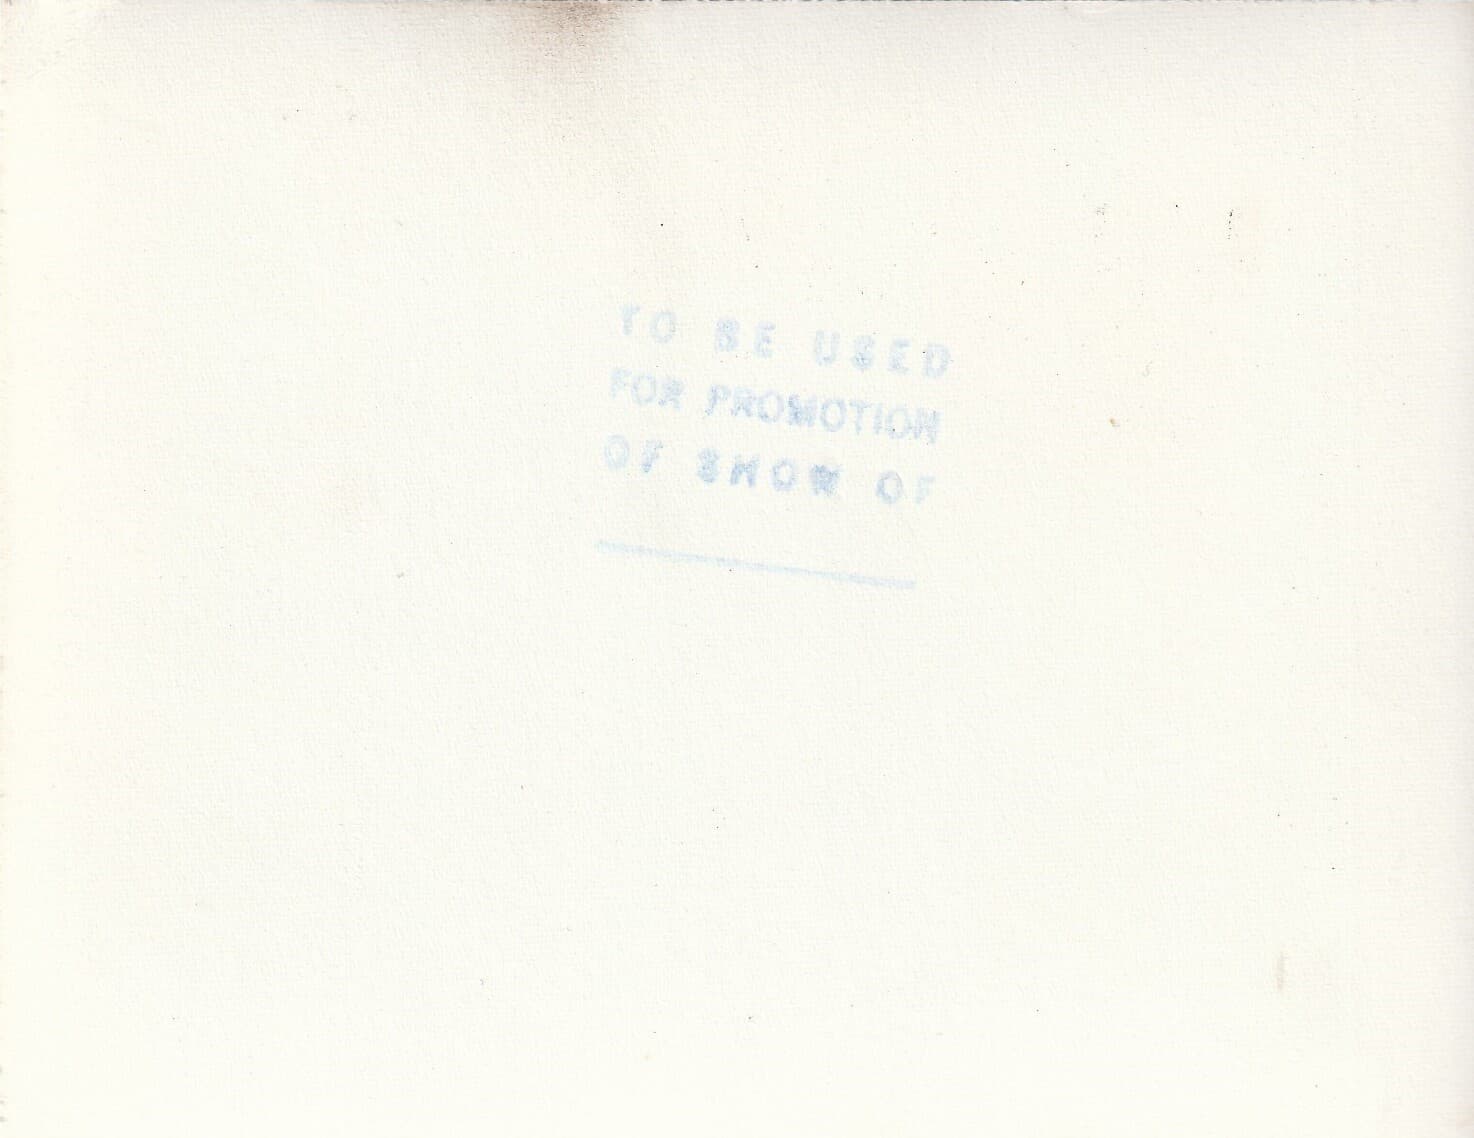 TO BE USED
FOR PROMOTION
OF SHOW OF